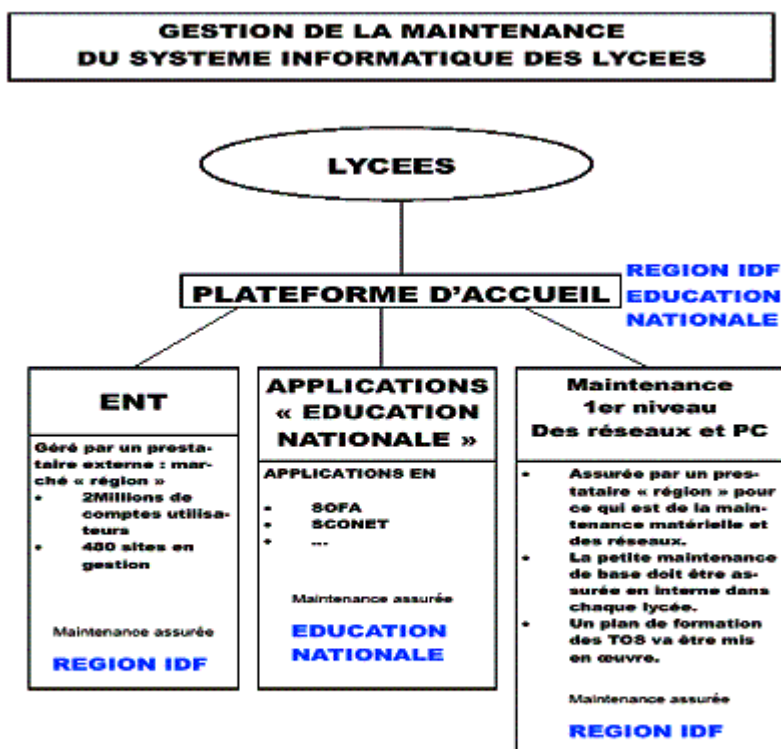 GESTION DE LA MAINTENANCE
DU SYSTEME INFORMATIQUE DES LYCEES
LYCEES
PLATEFORME D'ACCUEIL
REGION IDF
EDUCATION
NATIONALE
ENT
Géré par un presta-
taire externe : mar-
ché « région »
• 2Millions de
comptes utilisa-
teurs
• 480 sites en
gestion
Maintenance assurée
REGION IDF
APPLICATIONS
« EDUCATION
NATIONALE »
APPLICATIONS EN
• SOFA
• SCONET
• ...
Maintenance assurée
EDUCATION
NATIONALE
Maintenance
1er niveau
Des réseaux et PC
• Assurée par un pres-
tataire « région » pour
ce qui est de la main-
tenance matérielle et
des réseaux.
• La petite maintenance
de base doit être as-
surée en interne dans
chaque lycée.
• Un plan de formation
des TOS va être mis
en œuvre.
Maintenance assurée
REGION IDF